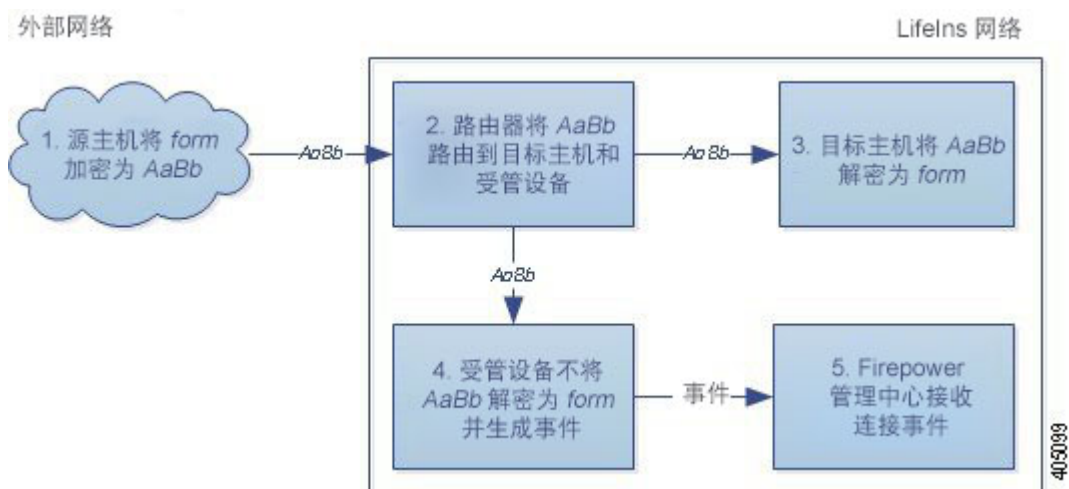 外部网络
LifeIns 网络
1. 源主机将 form
加密为 AaBb
AaBb
2. 路由器将 AaBb
路由到目标主机和
受管设备
AaBb
3. 目标主机将 AaBb
解密为 form
AaBb
4. 受管设备不将
AaBb 解密为 form
并生成事件
事件
5. Firepower
管理中心接收
连接事件
405099